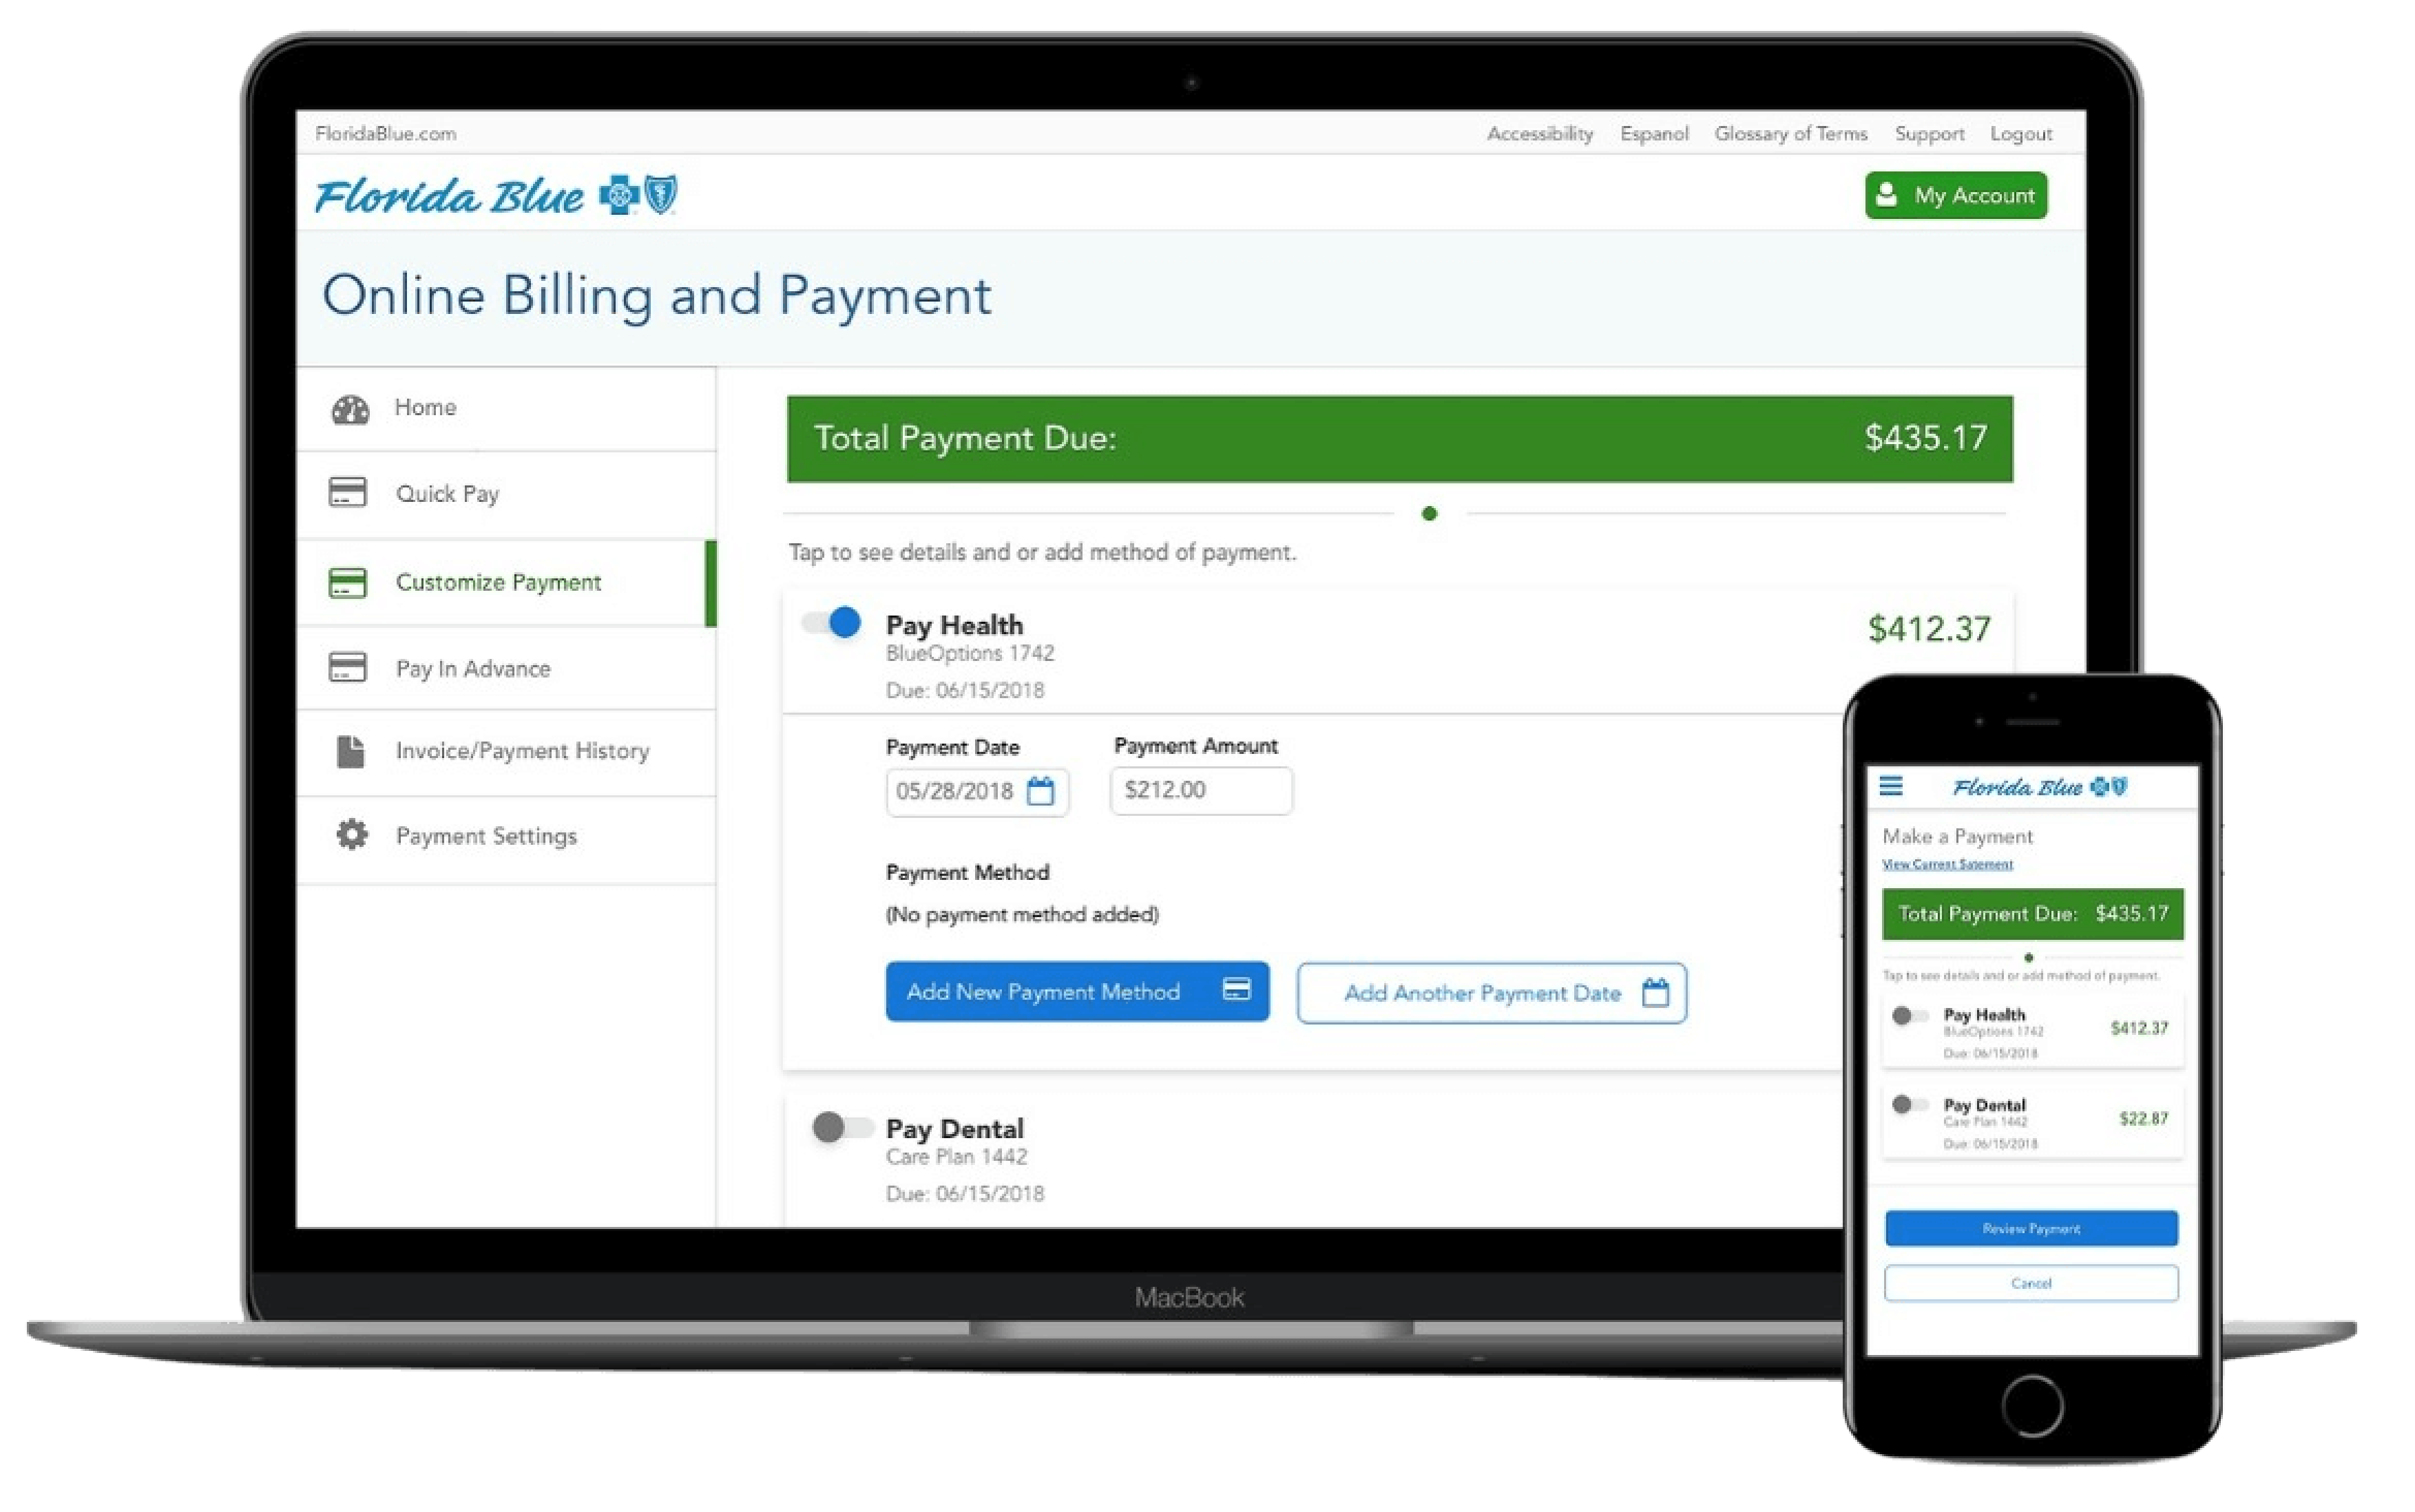 FloridaBlue.com
Accessibility Espanol Glossary of Terms Support Logout
Florida Blue
My Account
Online Billing and Payment
Home
Quick Pay
Customize Payment
Pay In Advance
Invoice/Payment History
Payment Settings
Total Payment Due: $435.17
Tap to see details and or add method of payment.
Pay Health $412.37
BlueOptions 1742
Due: 06/15/2018
Payment Date Payment Amount
05/28/2018 $212.00
Payment Method
(No payment method added)
Add New Payment Method Add Another Payment Date
Pay Dental
Care Plan 1442
Due: 06/15/2018
MacBook
Florida Blue
Make a Payment
View Current Satement
Total Payment Due: $435.17
Tap to see details and or add method of payment.
Pay Health
BlueOptions 1742
$412.37
Due: 06/15/2018
Pay Dental
Care Plan 1442
$22.87
Due: 06/15/2018
Review Payment
Cancel